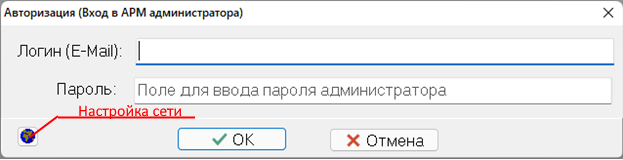 Авторизация (Вход в АРМ администратора)
Логин (E-Mail):
Пароль: Поле для ввода пароля администратора
Настройка сети
OK Отмена